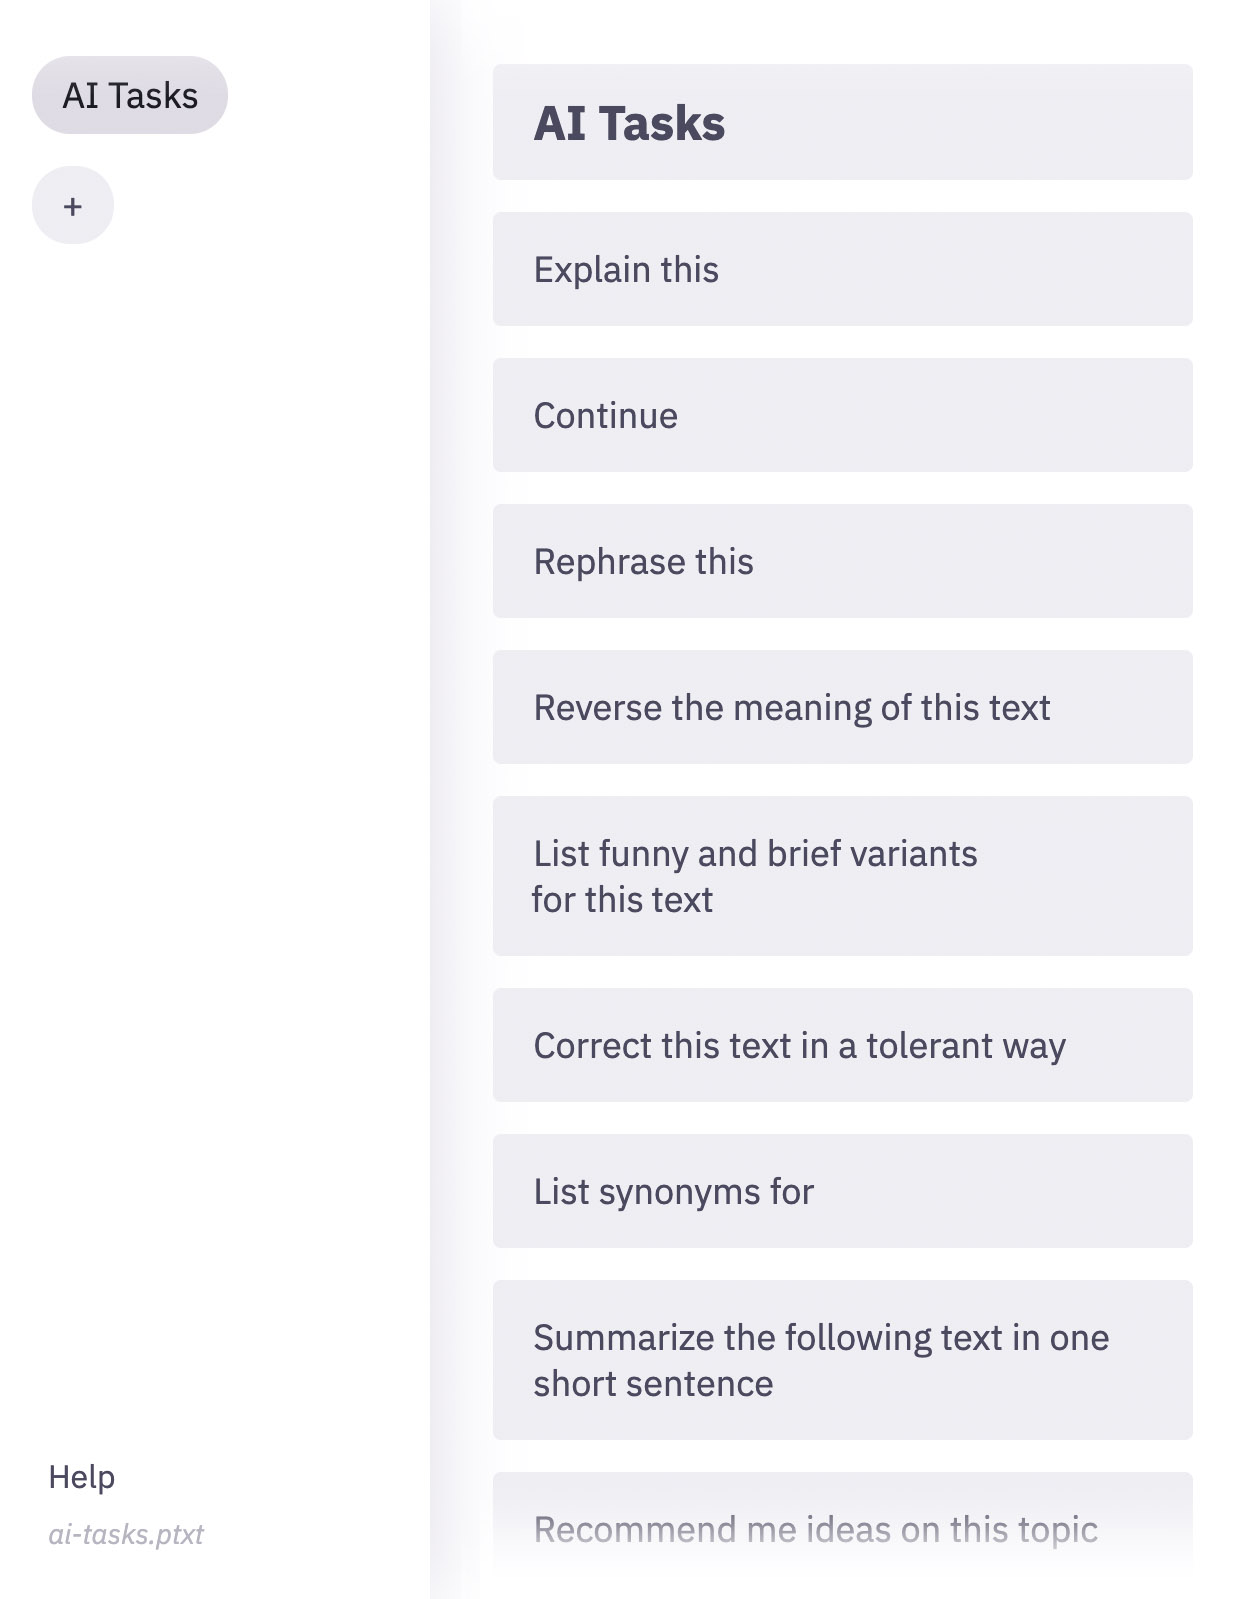 AI Tasks
+
Help
ai-tasks.ptxt
AI Tasks
Explain this
Continue
Rephrase this
Reverse the meaning of this text
List funny and brief variants
for this text
Correct this text in a tolerant way
List synonyms for
Summarize the following text in one
short sentence
Recommend me ideas on this topic